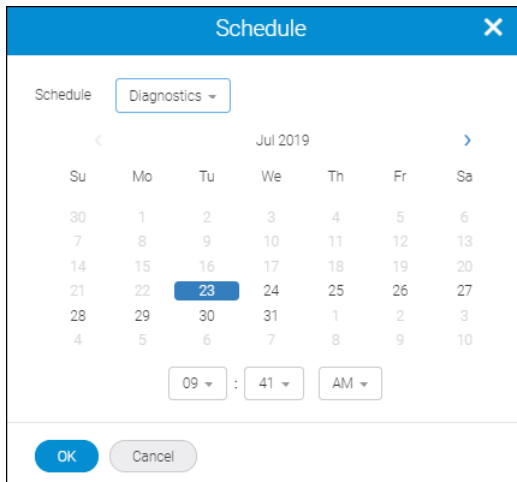 Schedule
Schedule Diagnostics
Jul 2019
Su Mo Tu We Th Fr Sa
30 1 2 3 4 5 6
7 8 9 10 11 12 13
14 15 16 17 18 19 20
21 22 23 24 25 26 27
28 29 30 31 1 2 3
4 5 6 7 8 9 10
09 : 41 AM
OK Cancel